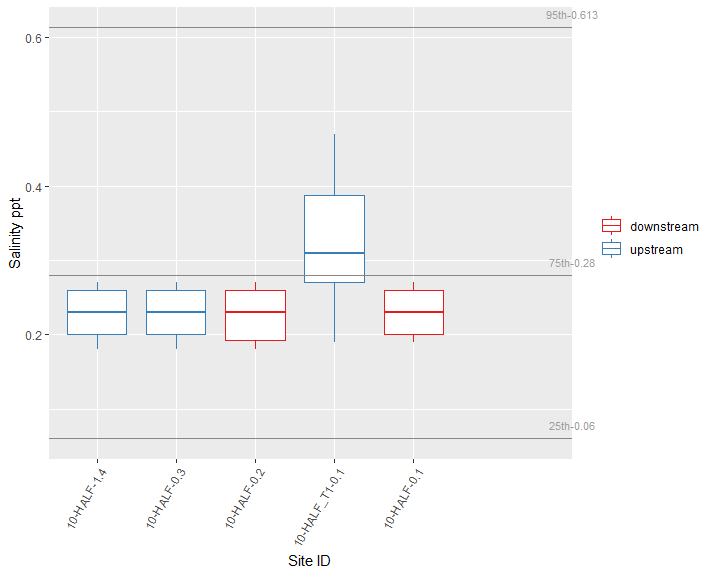 95th-0.613
0.6
0.4
75th-0.28
0.2
25th-0.06
Salinity ppt
10-HALF-1.4
10-HALF-0.3
10-HALF-0.2
10-HALF_T1-0.1
10-HALF-0.1
Site ID
downstream
upstream